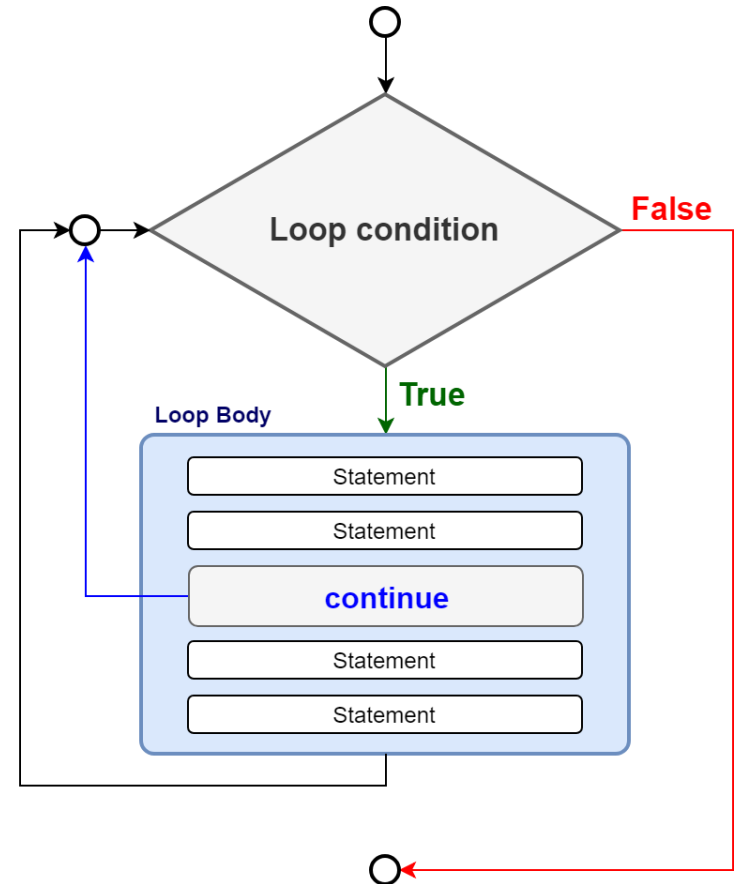 Loop condition
False
True
Loop Body
Statement
Statement
continue
Statement
Statement